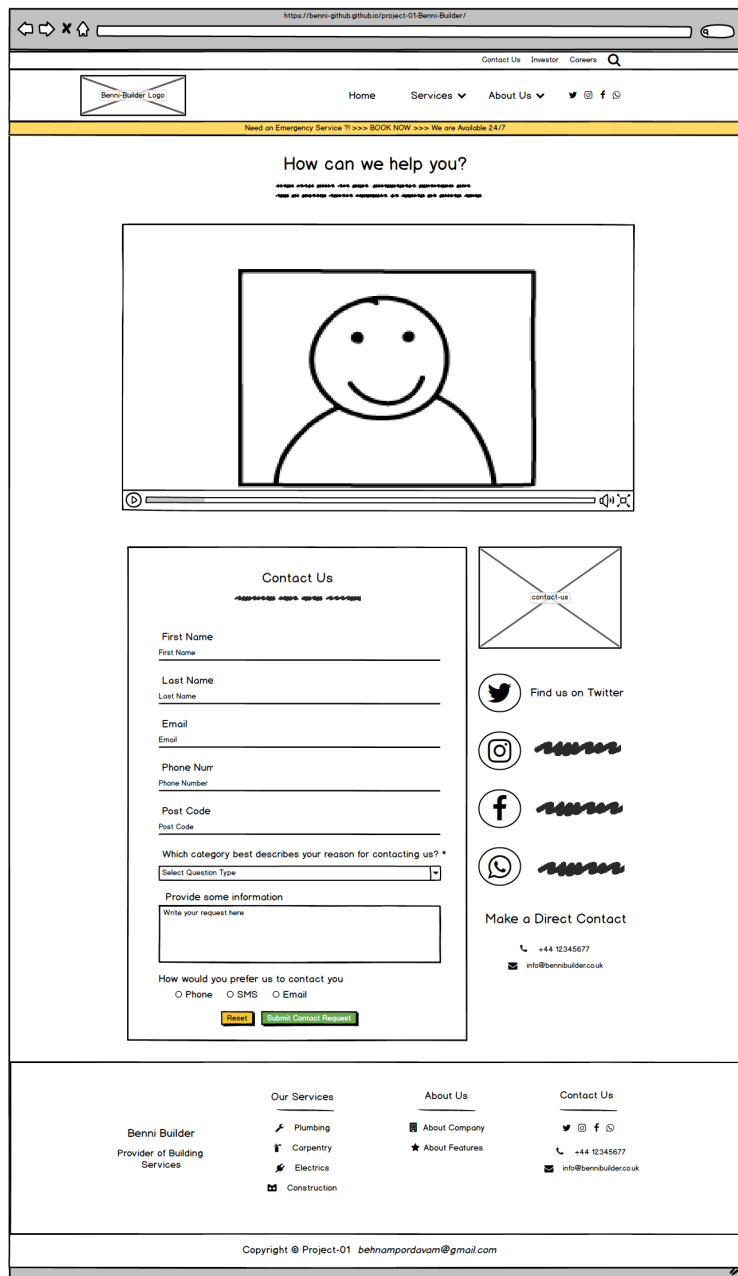 https://benni-github.github.io/project-01-Benni-Builder/
Contact Us Investor Careers
Benni-Builder Logo
Home Services About Us
Need an Emergency Service ?! >>> BOOK NOW >>> We are Available 24/7
How can we help you?
Contact Us
First Name
First Name
Last Name
Last Name
Email
Email
Phone Num
Phone Number
Post Code
Post Code
Which category best describes your reason for contacting us? *
Select Question Type
Provide some information
Write your request here
How would you prefer us to contact you
Phone SMS Email
Reset Submit Contact Request
contact-us
Find us on Twitter
Make a Direct Contact
+44 12345677
info@bennibuilder.co.uk
Benni Builder
Provider of Building
Services
Our Services
Plumbing
Carpentry
Electrics
Construction
About Us
About Company
About Features
Contact Us
+44 12345677
info@bennibuilder.co.uk
Copyright © Project-01 behnampordavam@gmail.com